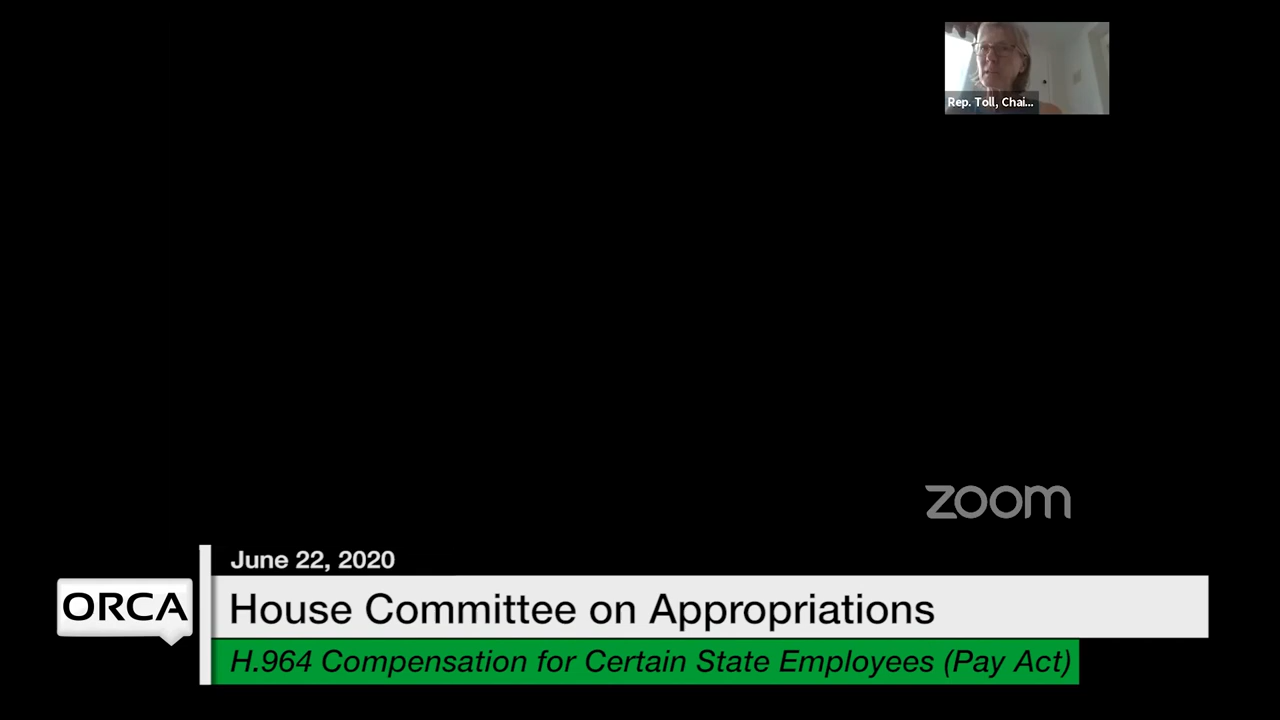 Rep. Toll, Chai...
zoom
June 22, 2020
ORCA
House Committee on Appropriations
H.964 Compensation for Certain State Employees (Pay Act)